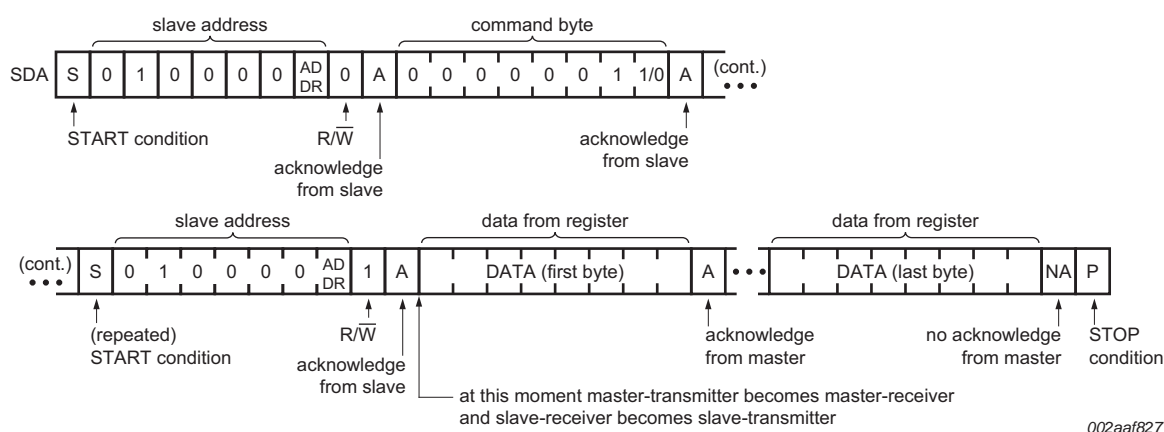 slave address command byte
SDA S 0 1 0 0 0 0 AD DR 0 A 0 0 0 0 0 0 1 1/0 A (cont.) •••
START condition R/W̅ acknowledge from slave acknowledge from slave
slave address data from register data from register
(cont.) ••• S 0 1 0 0 0 0 AD DR 1 A DATA (first byte) A ••• DATA (last byte) NA P
(repeated) START condition R/W̅ acknowledge from slave acknowledge from master no acknowledge from master STOP condition
at this moment master-transmitter becomes master-receiver
and slave-receiver becomes slave-transmitter
002aaf827